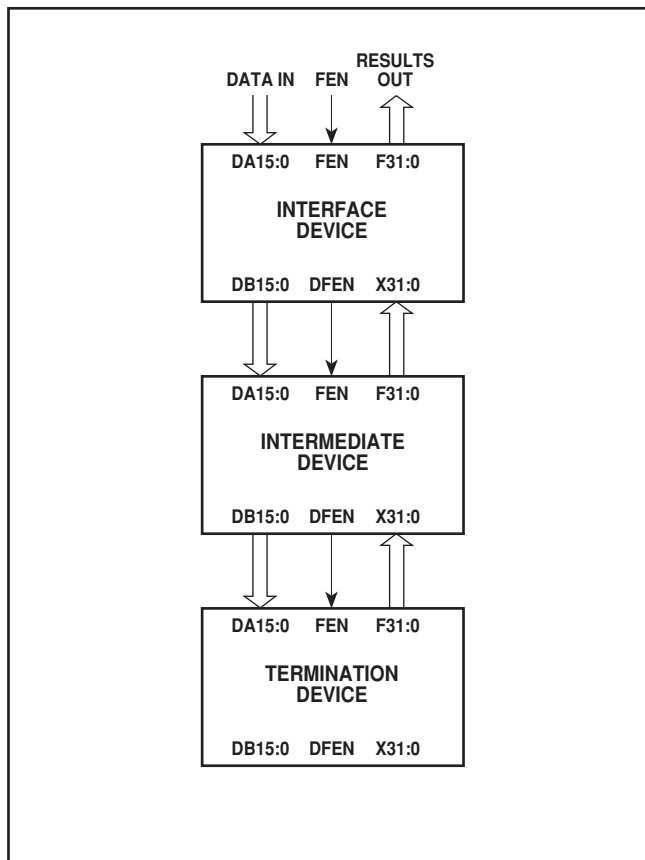 RESULTS
DATA IN FEN OUT
DA15:0 FEN F31:0
INTERFACE
DEVICE
DB15:0 DFEN X31:0
DA15:0 FEN F31:0
INTERMEDIATE
DEVICE
DB15:0 DFEN X31:0
DA15:0 FEN F31:0
TERMINATION
DEVICE
DB15:0 DFEN X31:0